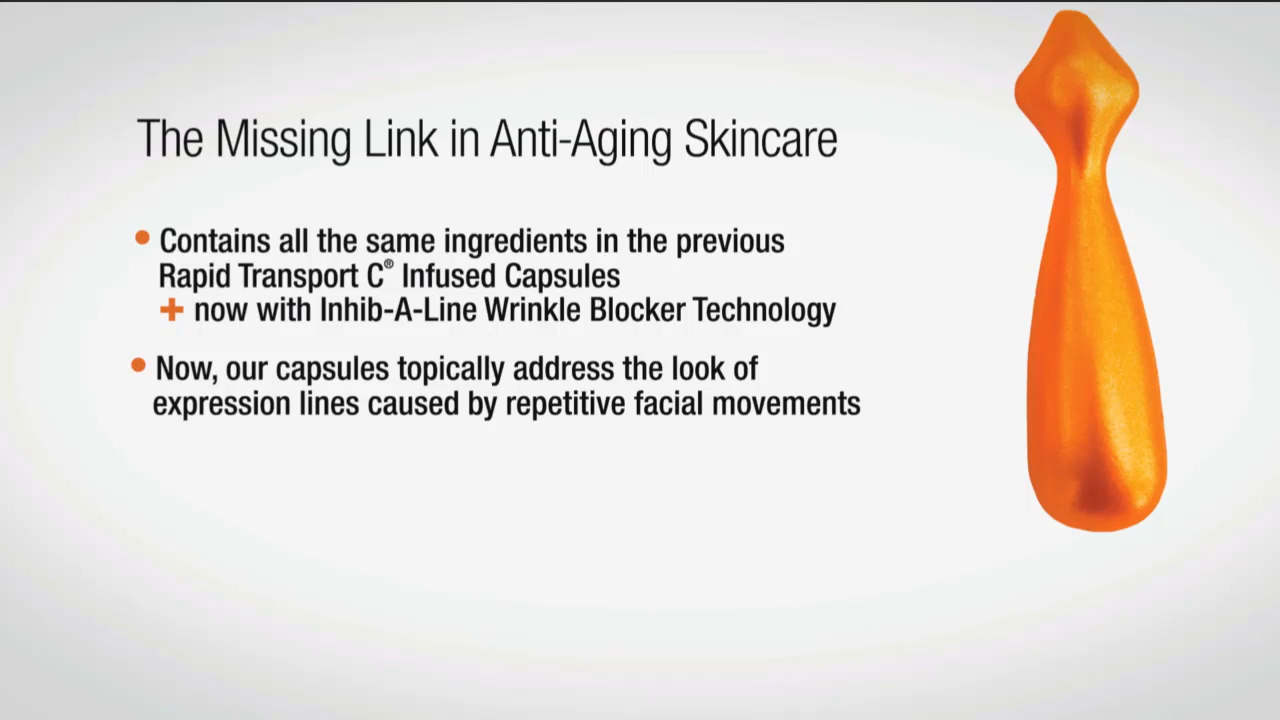 The Missing Link in Anti-Aging Skincare
• Contains all the same ingredients in the previous
Rapid Transport C® Infused Capsules
+ now with Inhib-A-Line Wrinkle Blocker Technology
• Now, our capsules topically address the look of
expression lines caused by repetitive facial movements